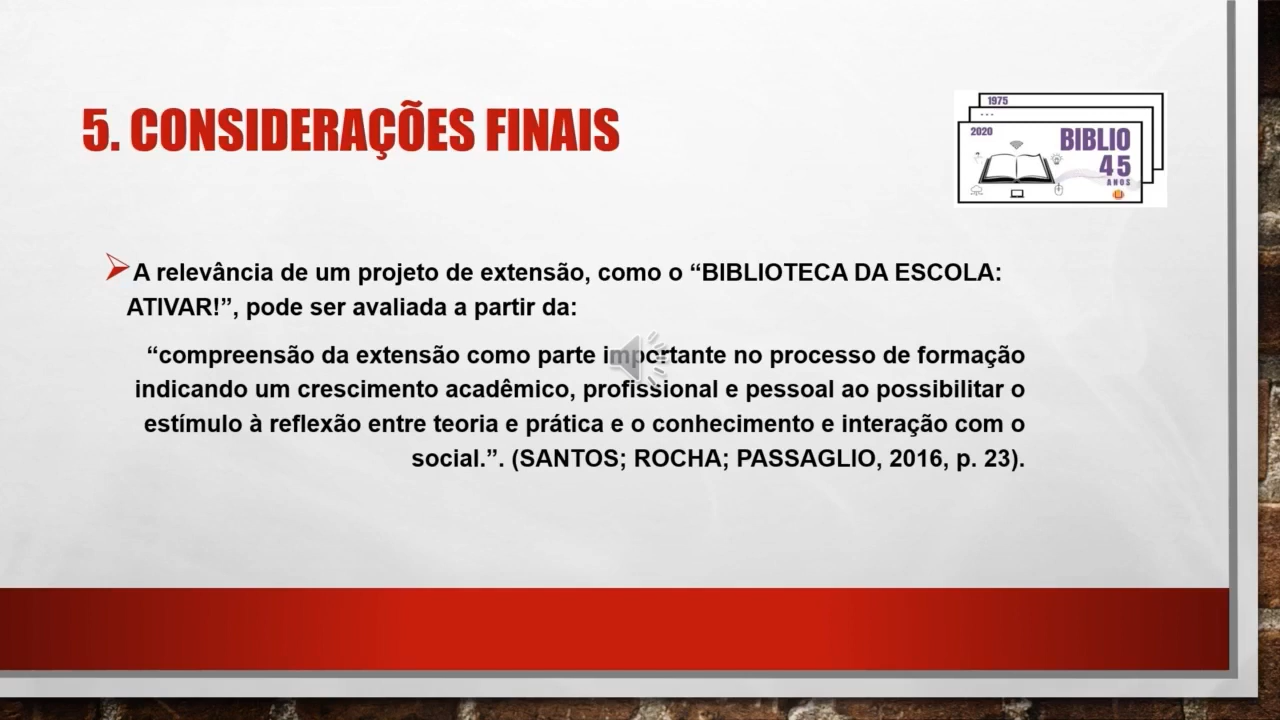 5. CONSIDERAÇÕES FINAIS
1975
...
2020
BIBLIO
45
ANOS
A relevância de um projeto de extensão, como o “BIBLIOTECA DA ESCOLA:
ATIVAR!”, pode ser avaliada a partir da:
“compreensão da extensão como parte importante no processo de formação
indicando um crescimento acadêmico, profissional e pessoal ao possibilitar o
estímulo à reflexão entre teoria e prática e o conhecimento e interação com o
social.”. (SANTOS; ROCHA; PASSAGLIO, 2016, p. 23).